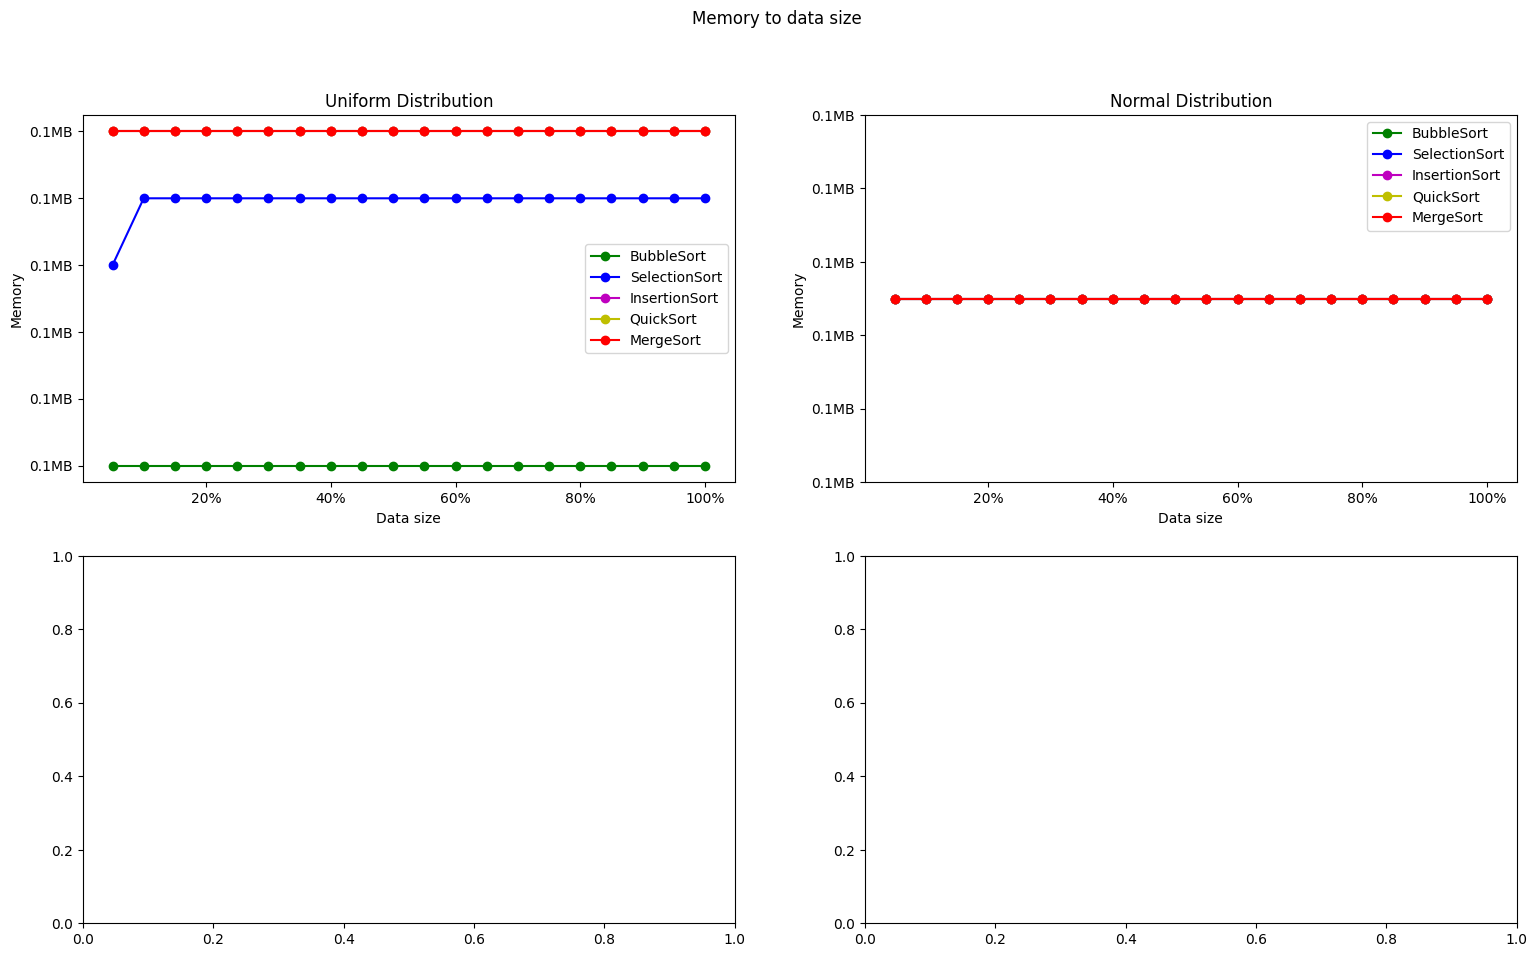 Memory to data size
Uniform Distribution
0.1MB
0.1MB
0.1MB
0.1MB
0.1MB
0.1MB
Memory
BubbleSort
SelectionSort
InsertionSort
QuickSort
MergeSort
20% 40% 60% 80% 100%
Data size
Normal Distribution
0.1MB
0.1MB
0.1MB
0.1MB
0.1MB
0.1MB
Memory
BubbleSort
SelectionSort
InsertionSort
QuickSort
MergeSort
20% 40% 60% 80% 100%
Data size
1.0
0.8
0.6
0.4
0.2
0.0
0.0 0.2 0.4 0.6 0.8 1.0
1.0
0.8
0.6
0.4
0.2
0.0
0.0 0.2 0.4 0.6 0.8 1.0